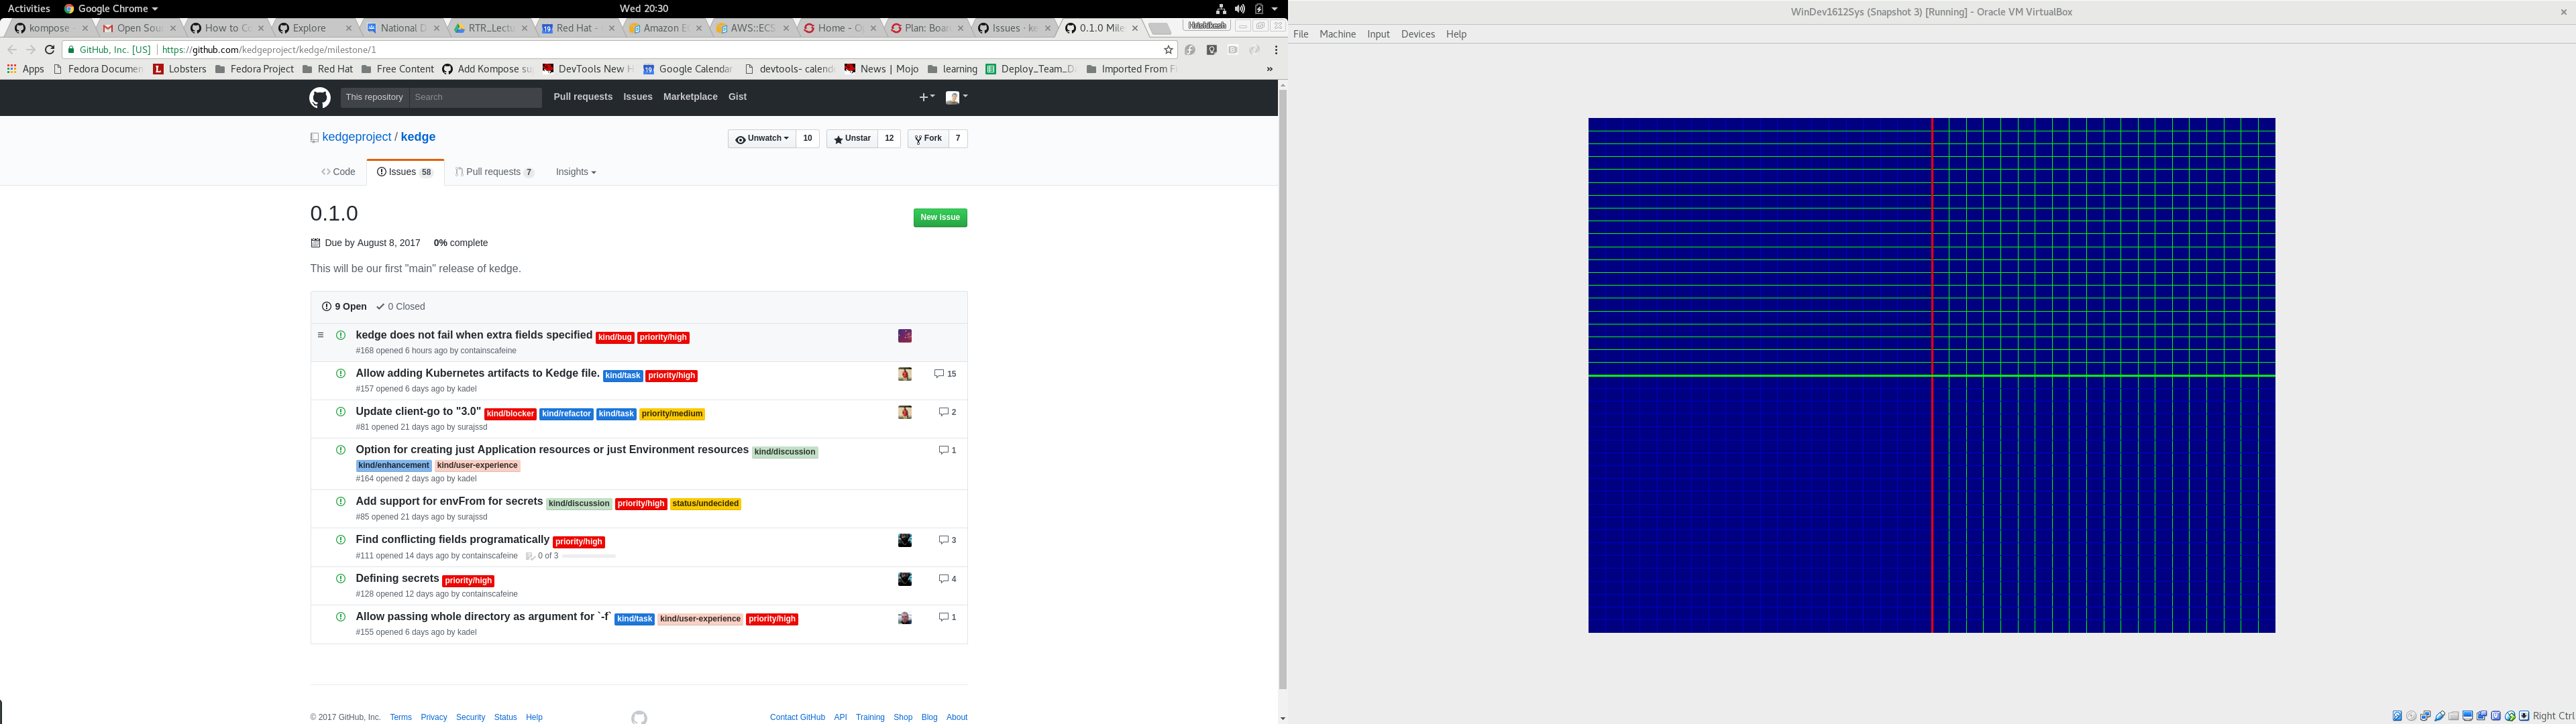 Activities Google Chrome Wed 20:30
kompose Gmail Open Sou How to Co Explore National D RTR_Lectu Red Hat - Amazon E AWS::ECS Home - O Plan: Boar Issues · ke 0.1.0 Mile
GitHub, Inc. [US] https://github.com/kedgeproject/kedge/milestone/1
Apps Fedora Documen Lobsters Fedora Project Red Hat Free Content Add Kompose su DevTools New H Google Calendar devtools- calend News | Mojo learning Deploy_Team_D Imported From Fi »
This repository Search Pull requests Issues Marketplace Gist
kedgeproject / kedge Unwatch 10 Unstar 12 Fork 7
Code Issues 58 Pull requests 7 Insights
0.1.0 New issue
Due by August 8, 2017 0% complete
This will be our first "main" release of kedge.
9 Open 0 Closed
kedge does not fail when extra fields specified kind/bug priority/high
#168 opened 6 hours ago by containscafeine
Allow adding Kubernetes artifacts to Kedge file. kind/task priority/high 15
#157 opened 6 days ago by kadel
Update client-go to "3.0" kind/blocker kind/refactor kind/task priority/medium 2
#81 opened 21 days ago by surajssd
Option for creating just Application resources or just Environment resources kind/discussion 1
kind/enhancement kind/user-experience
#164 opened 2 days ago by kadel
Add support for envFrom for secrets kind/discussion priority/high status/undecided
#85 opened 21 days ago by surajssd
Find conflicting fields programatically priority/high 3
#111 opened 14 days ago by containscafeine 0 of 3
Defining secrets priority/high 4
#128 opened 12 days ago by containscafeine
Allow passing whole directory as argument for `-f` kind/task kind/user-experience priority/high 1
#155 opened 6 days ago by kadel
© 2017 GitHub, Inc. Terms Privacy Security Status Help Contact GitHub API Training Shop Blog About
WinDev1612Sys (Snapshot 3) [Running] - Oracle VM VirtualBox
File Machine Input Devices Help
Right Ctrl